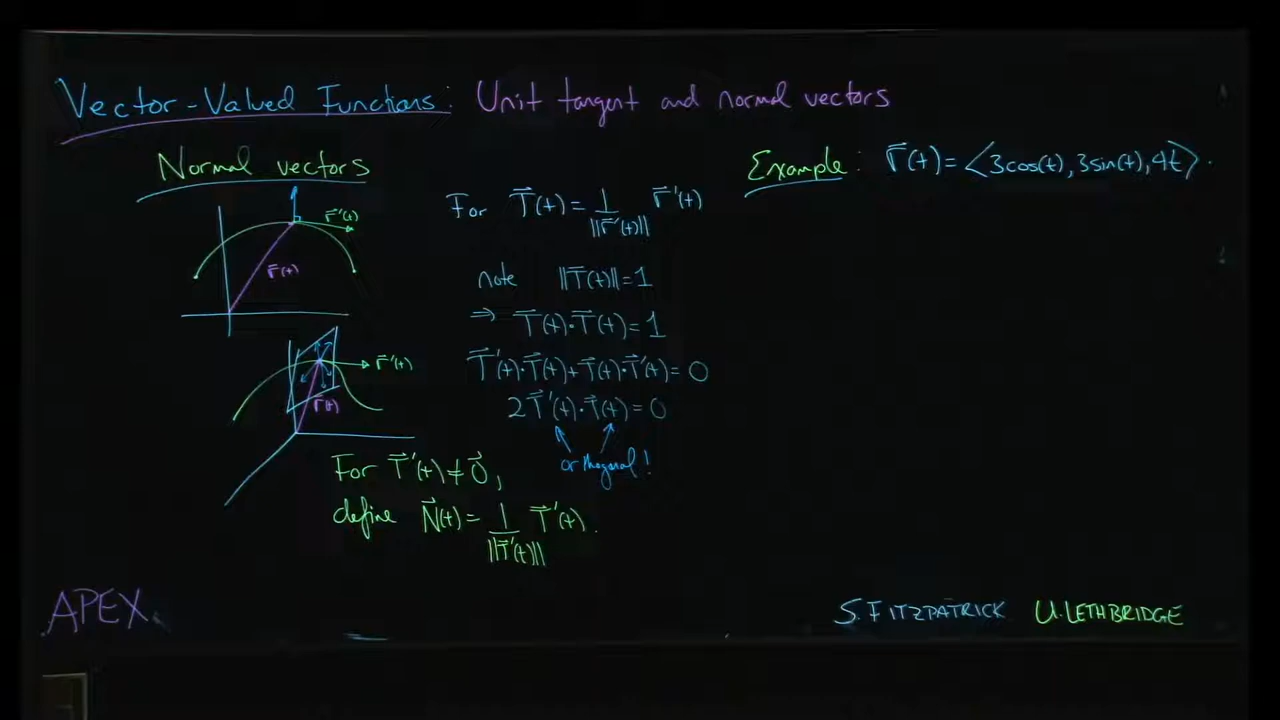 Vector-Valued Functions: Unit tangent and normal vectors
Normal vectors
r⃗'(t)
r⃗(t)
r⃗'(t)
r⃗(t)
For T⃗(t) = 1/||r⃗'(t)|| r⃗'(t)
note ||T⃗(t)|| = 1
⇒ T⃗(t)·T⃗(t) = 1
T⃗'(t)·T⃗(t) + T⃗(t)·T⃗'(t) = 0
2T⃗'(t)·T⃗(t) = 0
orthogonal!
For T⃗'(t) ≠ 0⃗,
define N⃗(t) = 1/||T⃗'(t)|| T⃗'(t).
Example: r⃗(t) = ⟨3cos(t), 3sin(t), 4t⟩.
APEX
S. FITZPATRICK U. LETHBRIDGE